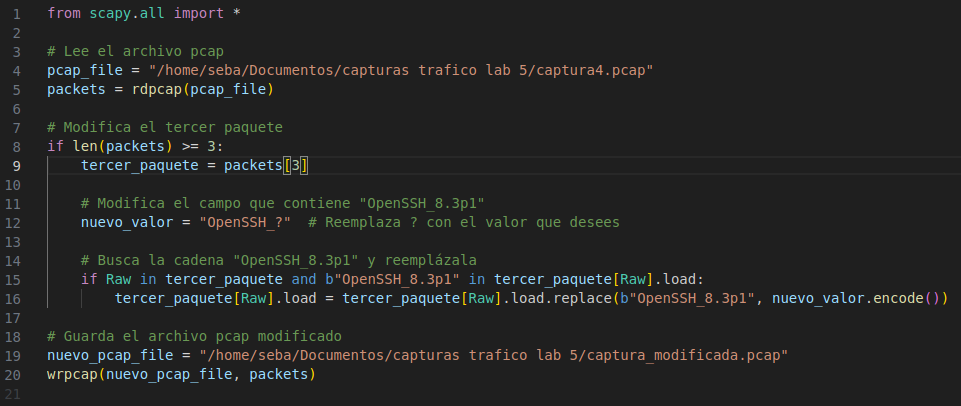 1 from scapy.all import *
2
3 # Lee el archivo pcap
4 pcap_file = "/home/seba/Documentos/capturas trafico lab 5/captura4.pcap"
5 packets = rdpcap(pcap_file)
6
7 # Modifica el tercer paquete
8 if len(packets) >= 3:
9     tercer_paquete = packets[3]
10
11     # Modifica el campo que contiene "OpenSSH_8.3p1"
12     nuevo_valor = "OpenSSH_?"  # Reemplaza ? con el valor que desees
13
14     # Busca la cadena "OpenSSH_8.3p1" y reemplázala
15     if Raw in tercer_paquete and b"OpenSSH_8.3p1" in tercer_paquete[Raw].load:
16         tercer_paquete[Raw].load = tercer_paquete[Raw].load.replace(b"OpenSSH_8.3p1", nuevo_valor.encode())
17
18 # Guarda el archivo pcap modificado
19 nuevo_pcap_file = "/home/seba/Documentos/capturas trafico lab 5/captura_modificada.pcap"
20 wrpcap(nuevo_pcap_file, packets)
21